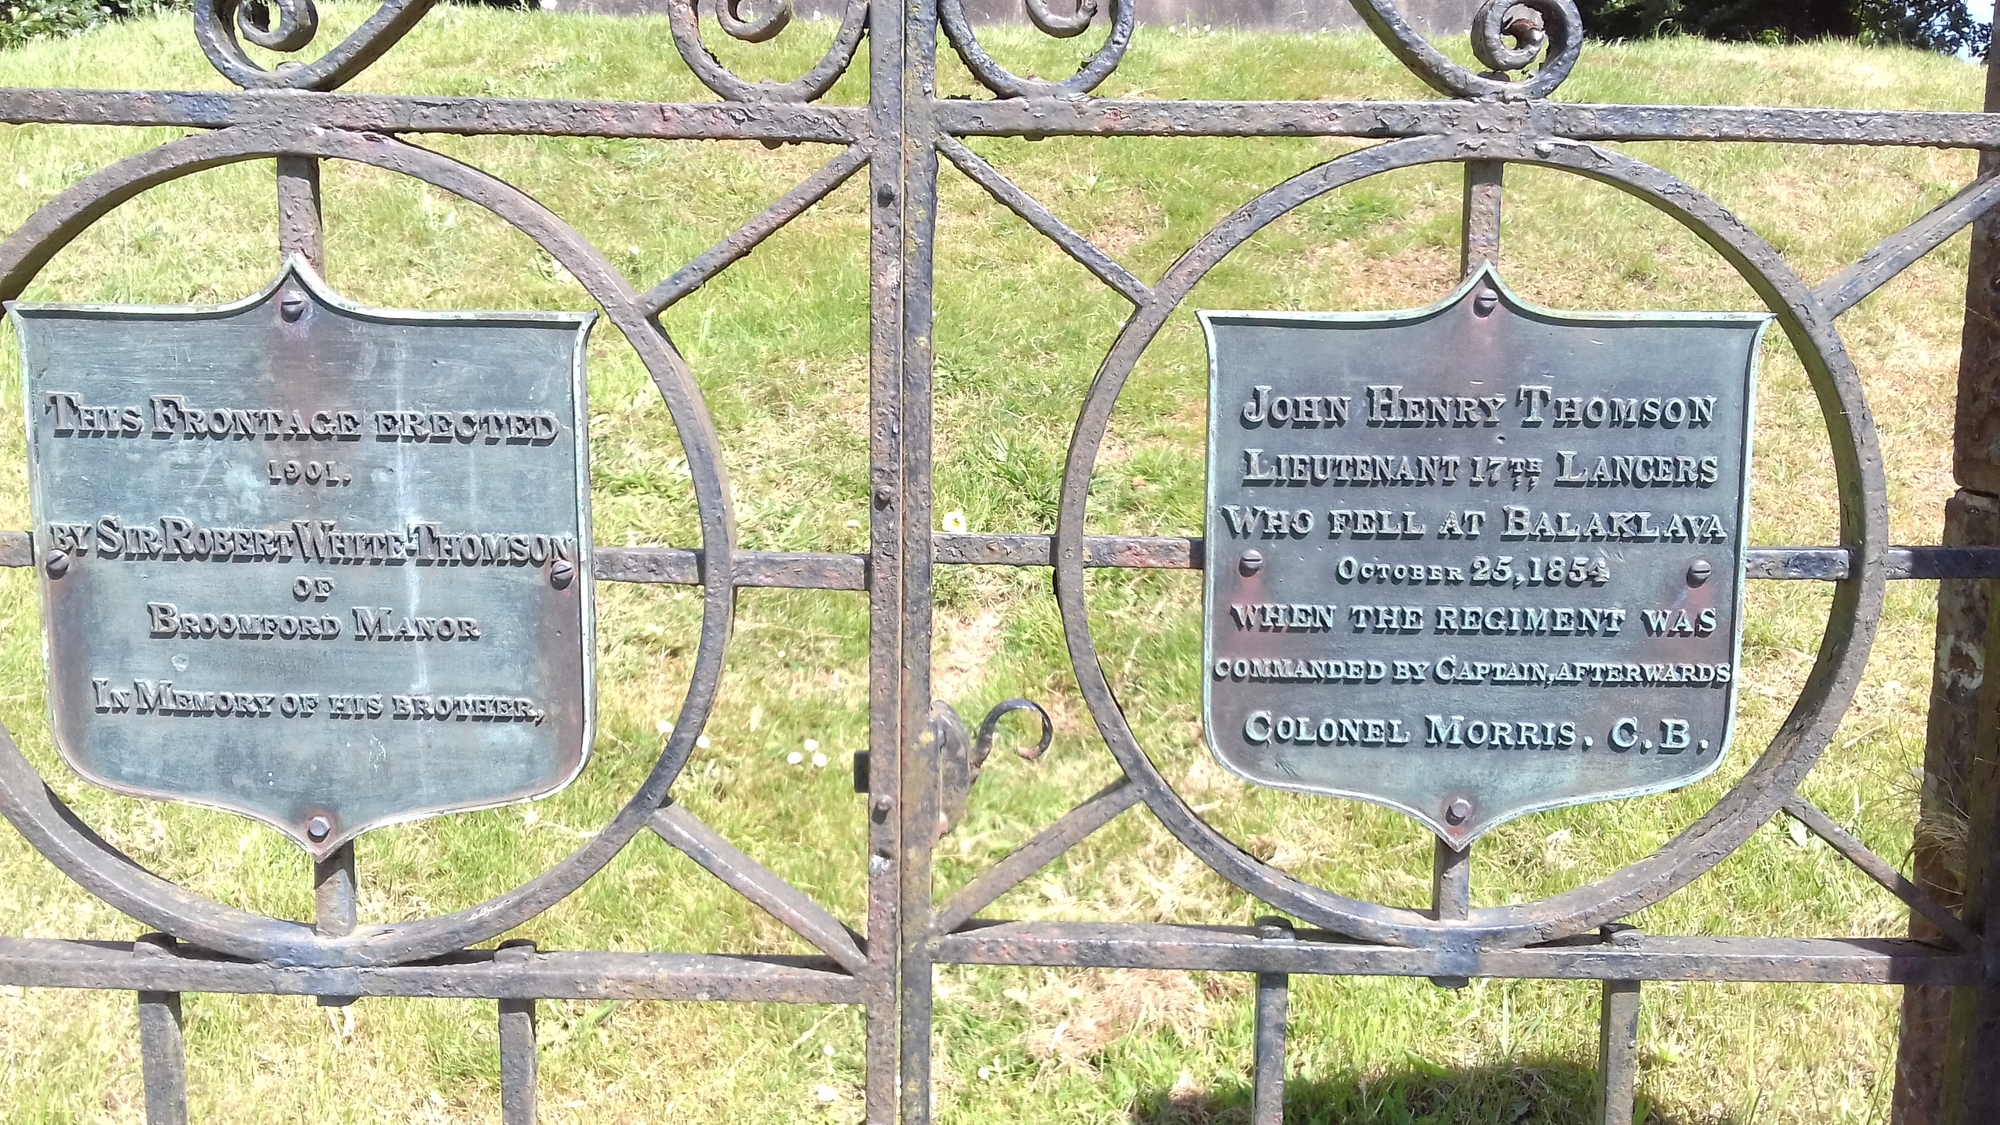 This Frontage erected
1901.
by Sir Robert White-Thomson
of
Broomford Manor
In Memory of his brother,
John Henry Thomson
Lieutenant 17th Lancers
Who fell at Balaklava
October 25, 1854
when the regiment was
commanded by Captain, afterwards
Colonel Morris. C.B.